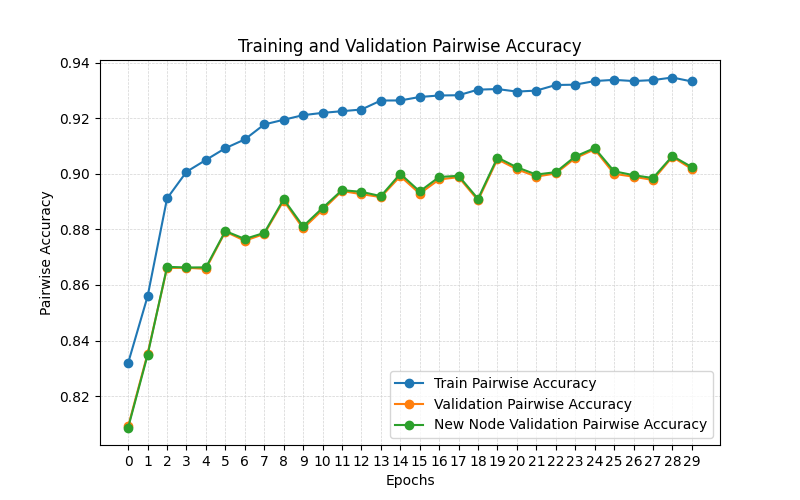 Training and Validation Pairwise Accuracy
0.94
0.92
0.90
0.88
0.86
0.84
0.82
Pairwise Accuracy
Train Pairwise Accuracy
Validation Pairwise Accuracy
New Node Validation Pairwise Accuracy
0 1 2 3 4 5 6 7 8 9 10 11 12 13 14 15 16 17 18 19 20 21 22 23 24 25 26 27 28 29
Epochs